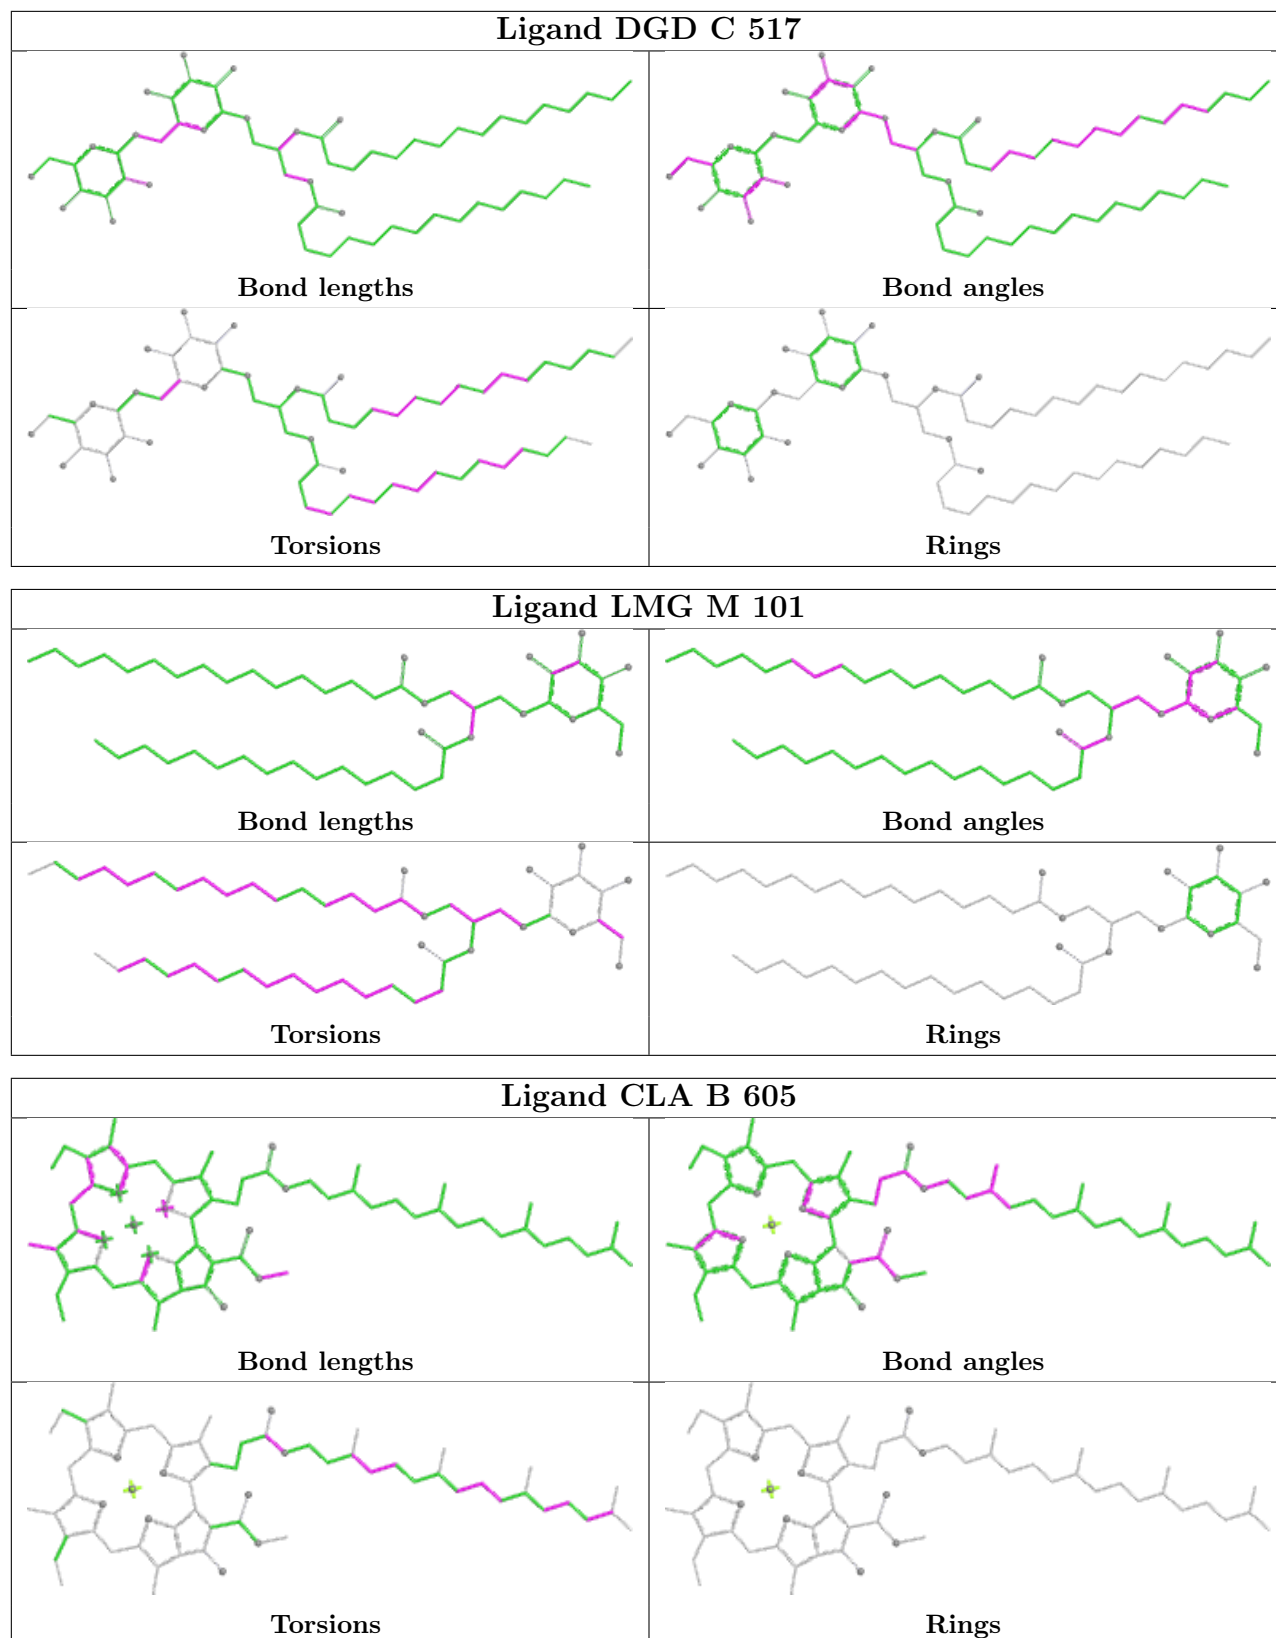 Ligand DGD C 517
Bond lengths
Bond angles
Torsions
Rings
Ligand LMG M 101
Bond lengths
Bond angles
Torsions
Rings
Ligand CLA B 605
Bond lengths
Bond angles
Torsions
Rings